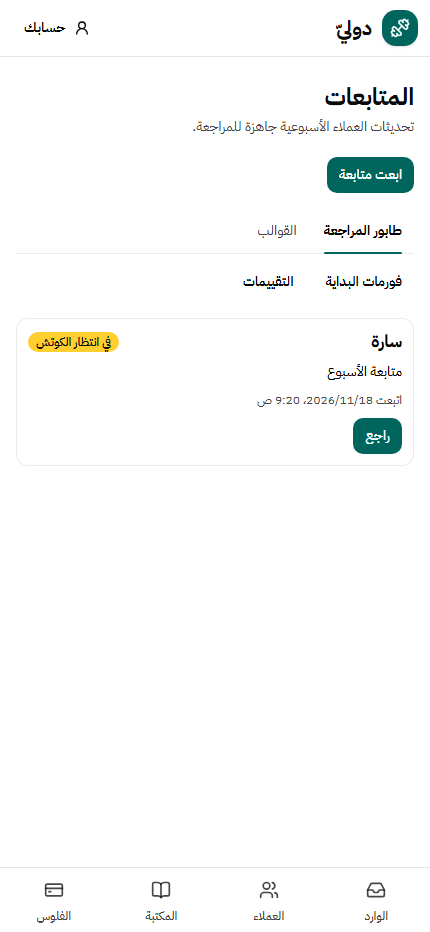 دوليّ
حسابك
المتابعات
تحديثات العملاء الأسبوعية جاهزة للمراجعة.
ابعت متابعة
طابور المراجعة
القوالب
فورمات البداية
التقييمات
سارة
في انتظار الكوتش
متابعة الأسبوع
اتبعت 2026/11/18، 9:20 ص
راجع
الوارد
العملاء
المكتبة
الفلوس